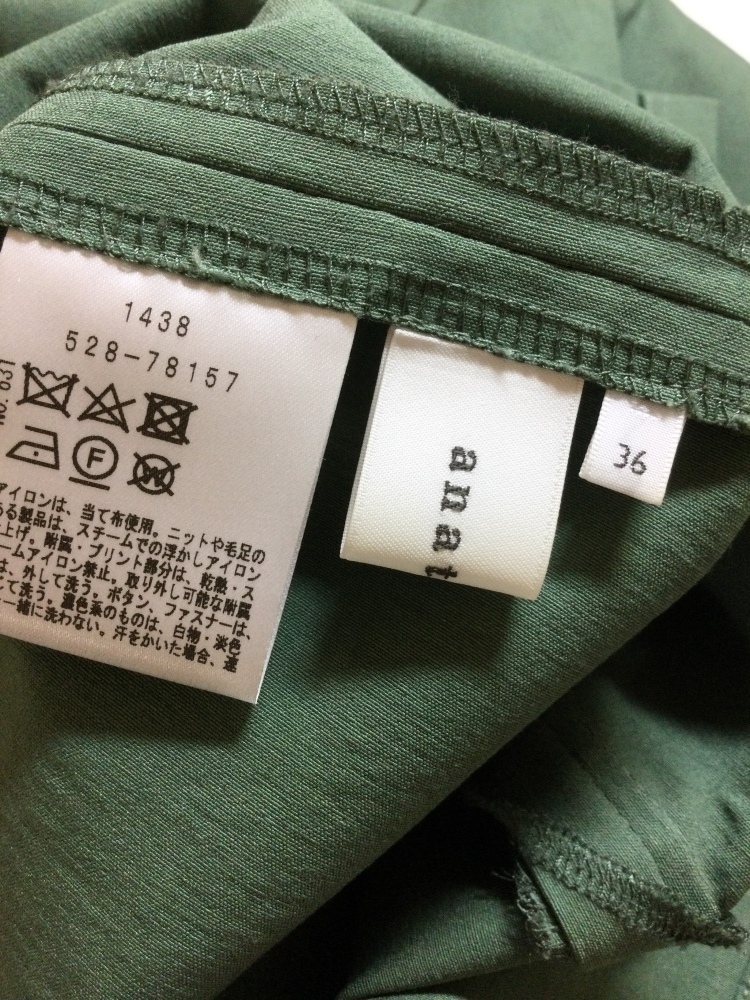 1438
528-78157
F
W
アイロンは、当て布使用。ニットや毛足の
ある製品は、スチームでの浮かしアイロン
上げ。附属・プリント部分は、乾熱・ス
ームアイロン禁止。取り外し可能な附属
は、外して洗う。ボタン、ファスナーは、
じて洗う。濃色系のものは、白物・淡色
一緒に洗わない。汗をかいた場合、速
anat
36